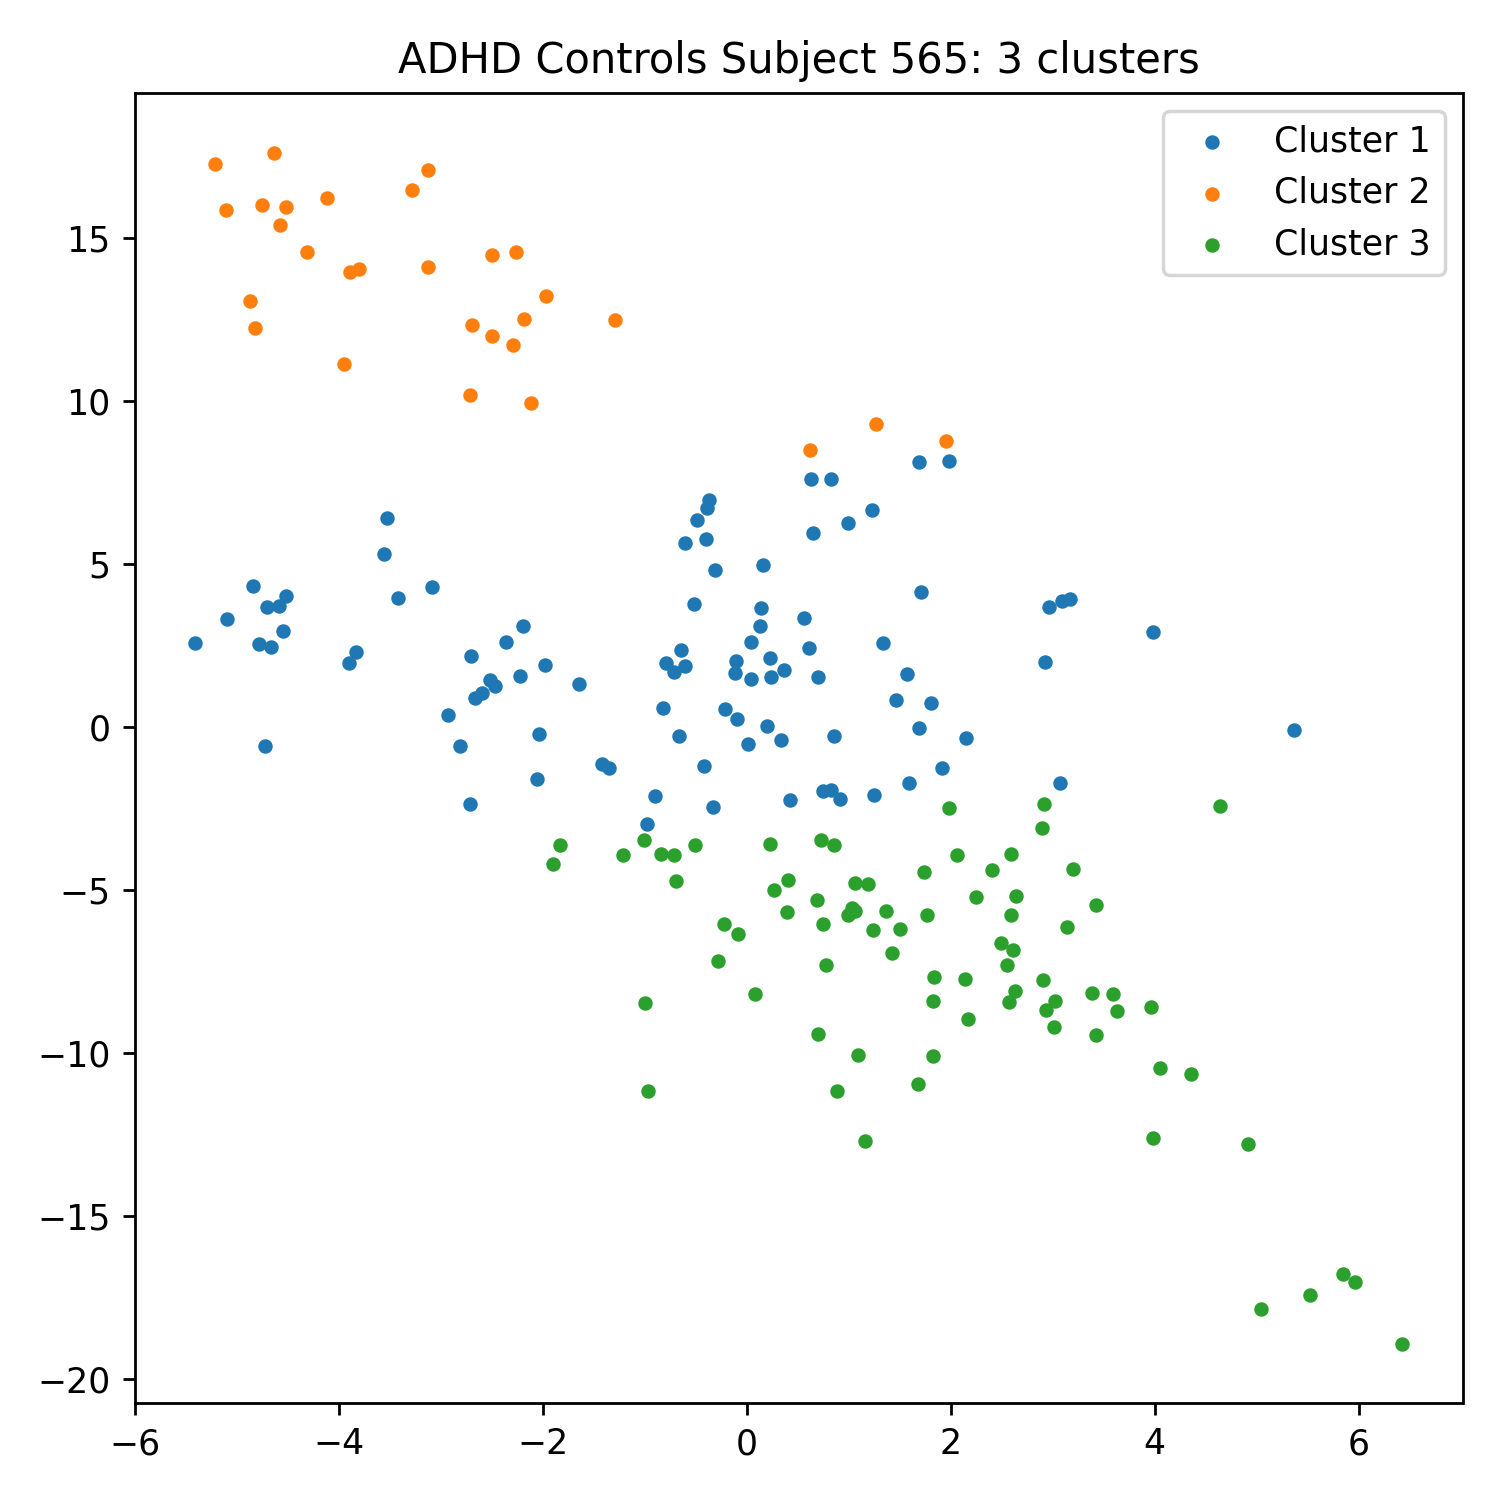 ADHD Controls Subject 565: 3 clusters
Cluster 1
Cluster 2
Cluster 3
15
10
5
0
−5
−10
−15
−20
−6 −4 −2 0 2 4 6